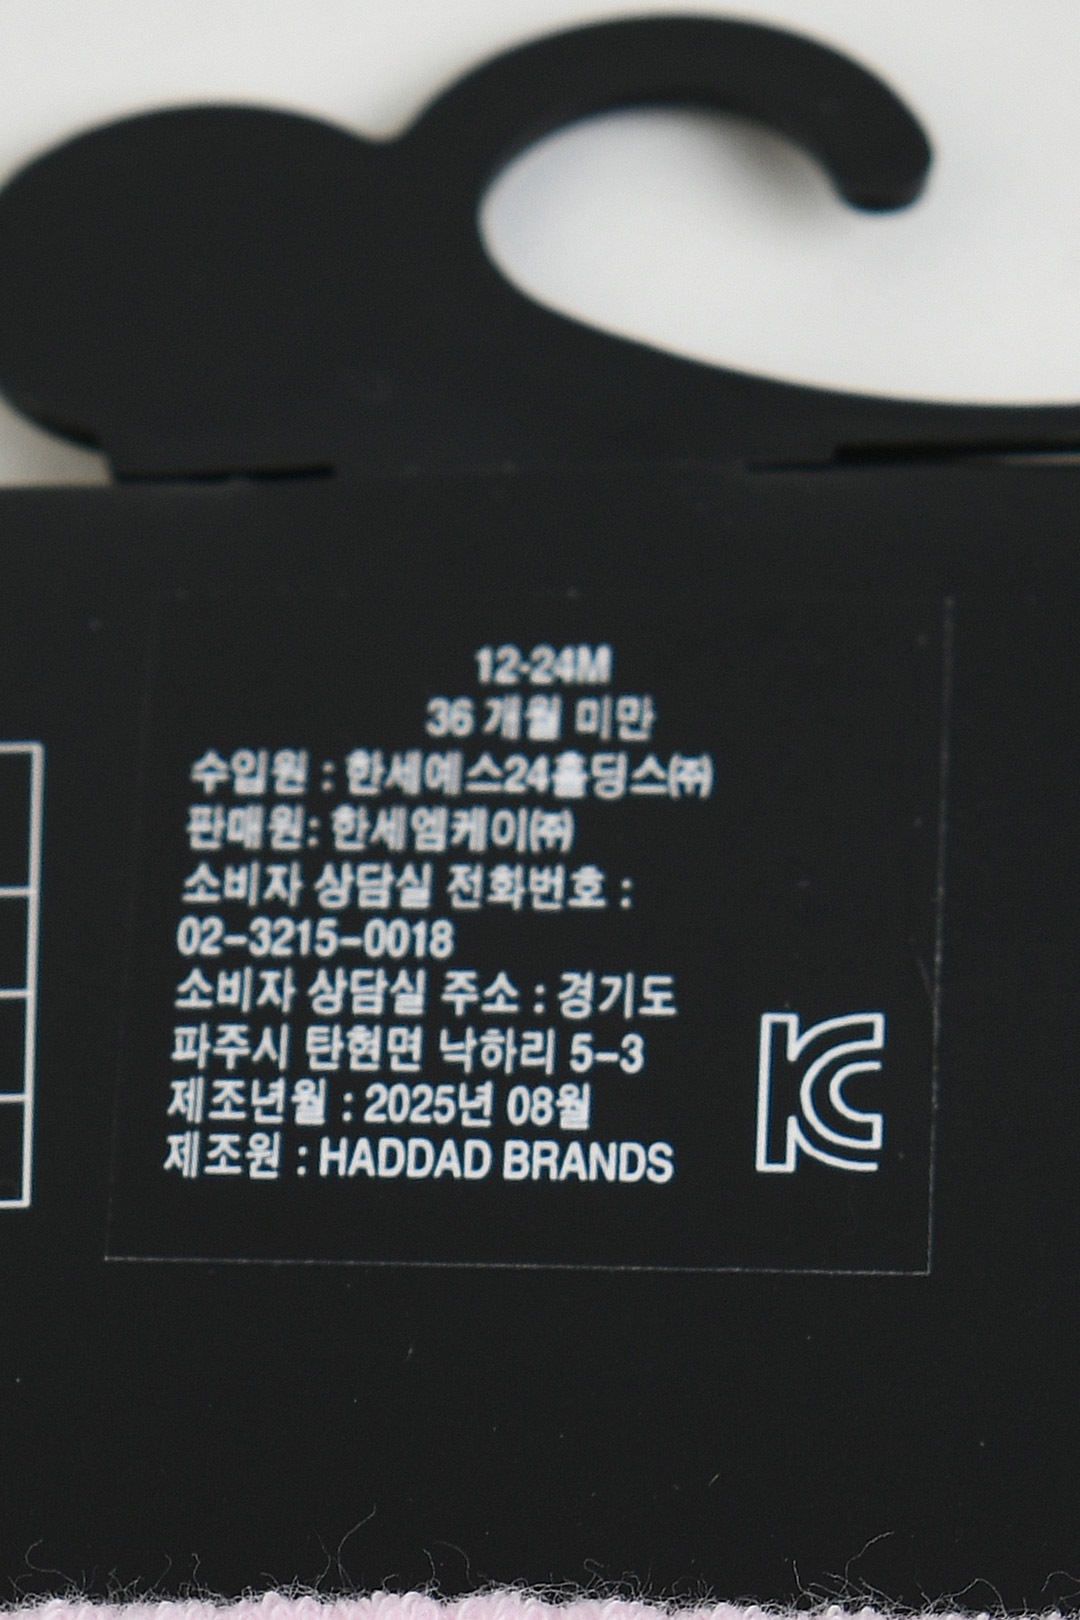 12-24M
36 개월 미만
수입원 : 한세예스24홀딩스㈜
판매원: 한세엠케이㈜
소비자 상담실 전화번호 :
02-3215-0018
소비자 상담실 주소 : 경기도
파주시 탄현면 낙하리 5-3
제조년월 : 2025년 08월
제조원 : HADDAD BRANDS
KC